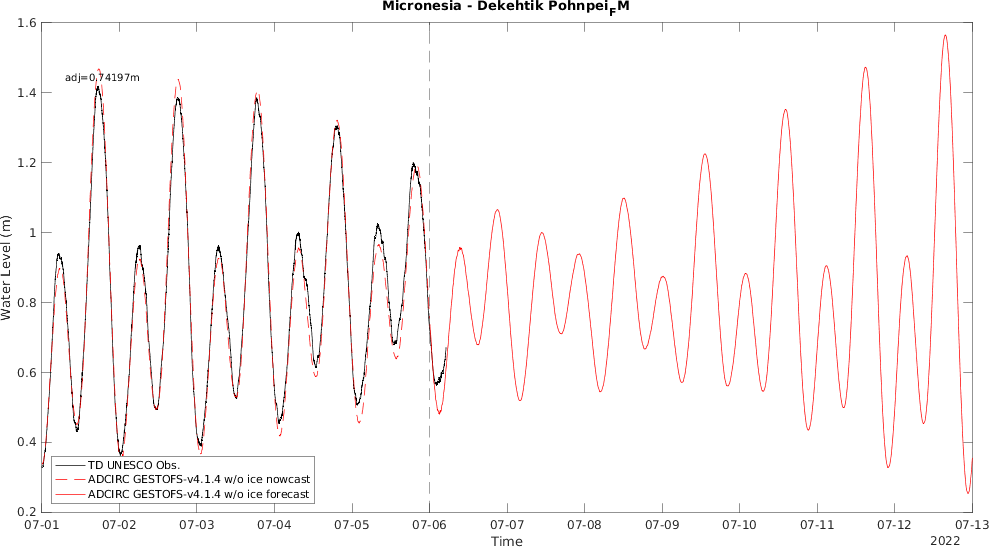 Micronesia - Dekehtik Pohnpei_FM
adj=0.74197m
Water Level (m)
1.6
1.4
1.2
1
0.8
0.6
0.4
0.2
TD UNESCO Obs.
ADCIRC GESTOFS-v4.1.4 w/o ice nowcast
ADCIRC GESTOFS-v4.1.4 w/o ice forecast
07-01 07-02 07-03 07-04 07-05 07-06 07-07 07-08 07-09 07-10 07-11 07-12 07-13
Time
2022